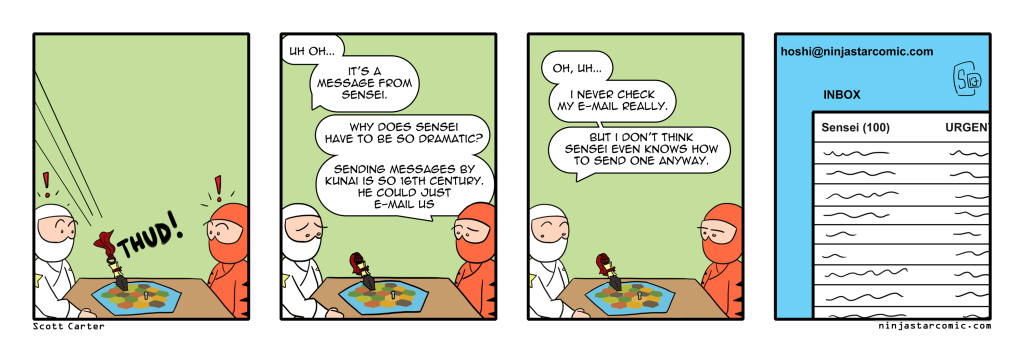 !
!
THUD!
UH OH...
IT'S A
MESSAGE FROM
SENSEI.
WHY DOES SENSEI
HAVE TO BE SO DRAMATIC?
SENDING MESSAGES BY
KUNAI IS SO 16TH CENTURY.
HE COULD JUST
E-MAIL US
OH, UH...
I NEVER CHECK
MY E-MAIL REALLY.
BUT I DON'T THINK
SENSEI EVEN KNOWS HOW
TO SEND ONE ANYWAY.
hoshi@ninjastarcomic.com
INBOX
Sensei (100) URGENT
Scott Carter
ninjastarcomic.com